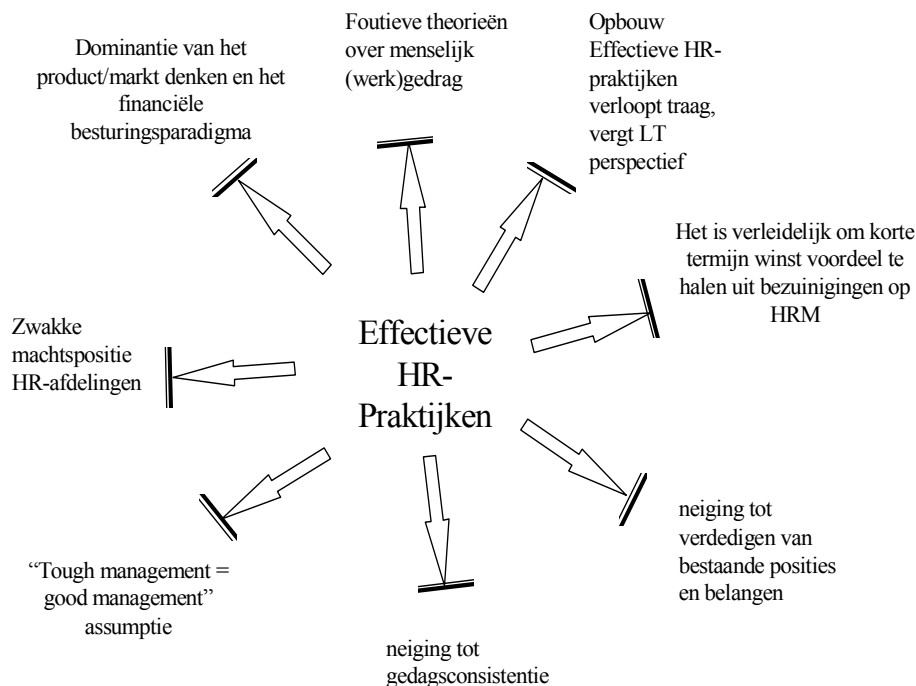 Dominantie van het
product/markt denken en het
financiële
besturingsparadigma
Foutieve theorieën
over menselijk
(werk)gedrag
Opbouw
Effectieve HR-
praktijken
verloopt traag,
vergt LT
perspectief
Het is verleidelijk om korte
termijn winst voordeel te
halen uit bezuinigingen op
HRM
Zwakke
machtspositie
HR-afdelingen
Effectieve
HR-
Praktijken
“Tough management =
good management”
assumptie
neiging tot
gedagsconsistentie
neiging tot
verdedigen van
bestaande posities
en belangen